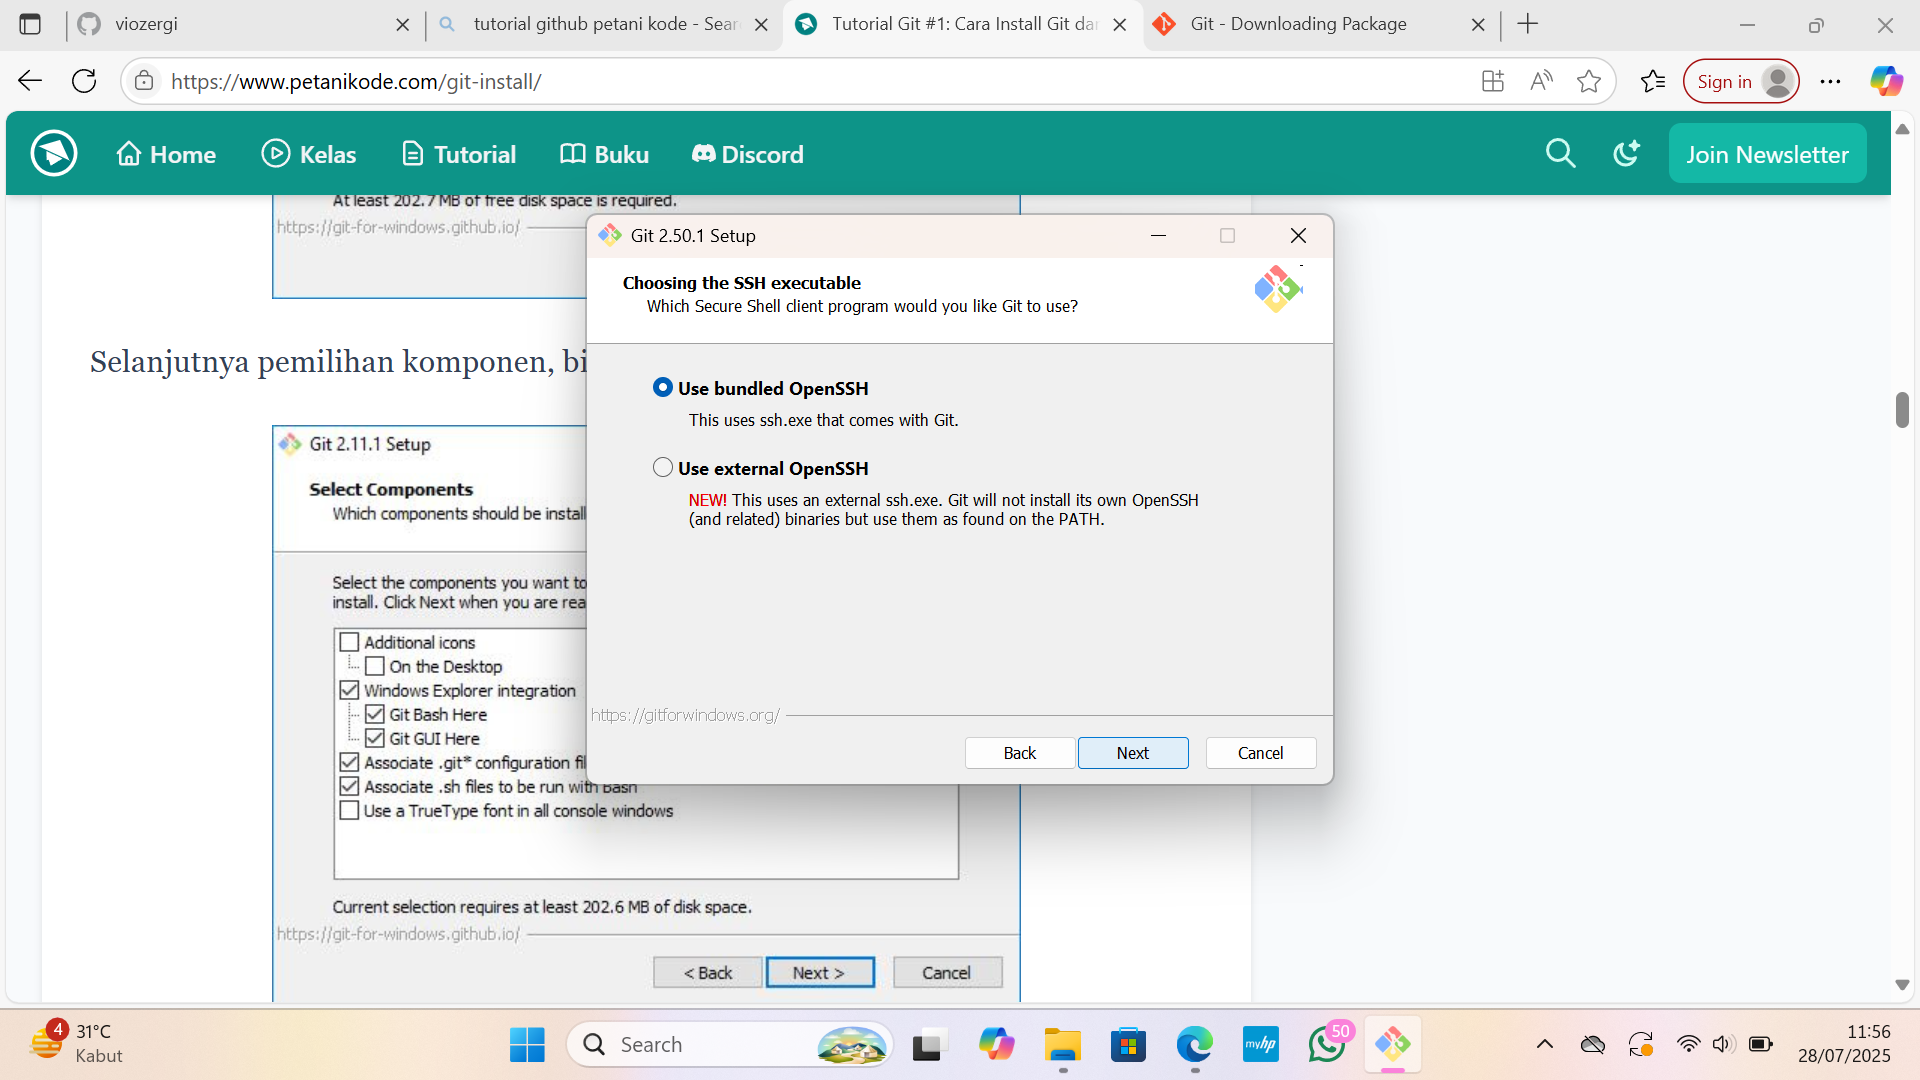 viozergi
tutorial github petani kode - Sear
Tutorial Git #1: Cara Install Git dan
Git - Downloading Package
https://www.petanikode.com/git-install/
Sign in
Home
Kelas
Tutorial
Buku
Discord
Join Newsletter
At least 202.7 MB of free disk space is required.
https://git-for-windows.github.io/
Selanjutnya pemilihan komponen, bi
Git 2.11.1 Setup
Select Components
Which components should be instal
Select the components you want to
install. Click Next when you are rea
Additional icons
On the Desktop
Windows Explorer integration
Git Bash Here
Git GUI Here
Associate .git* configuration fil
Associate .sh files to be run with Bash
Use a TrueType font in all console windows
Current selection requires at least 202.6 MB of disk space.
https://git-for-windows.github.io/
< Back
Next >
Cancel
Git 2.50.1 Setup
Choosing the SSH executable
Which Secure Shell client program would you like Git to use?
Use bundled OpenSSH
This uses ssh.exe that comes with Git.
Use external OpenSSH
NEW! This uses an external ssh.exe. Git will not install its own OpenSSH
(and related) binaries but use them as found on the PATH.
https://gitforwindows.org/
Back
Next
Cancel
4
31°C
Kabut
Search
myhp
50
11:56
28/07/2025